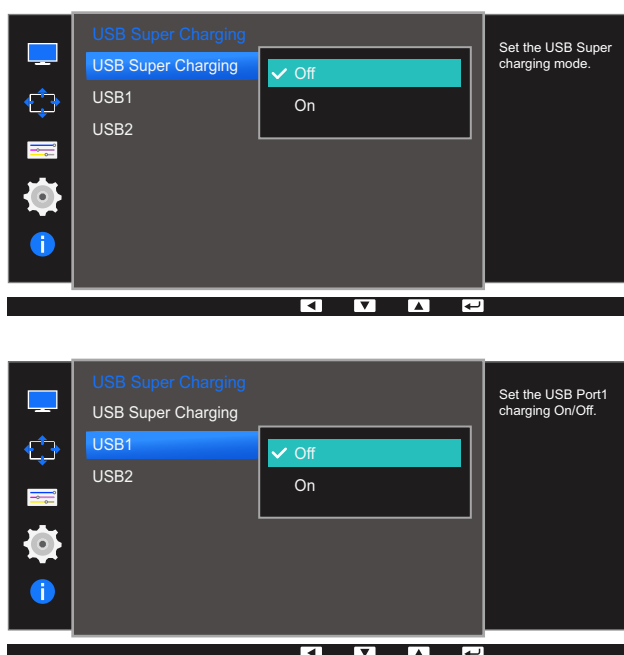 USB Super Charging
USB Super Charging
USB1
USB2
Off
On
Set the USB Super
charging mode.
USB Super Charging
USB Super Charging
USB1
USB2
Off
On
Set the USB Port1
charging On/Off.